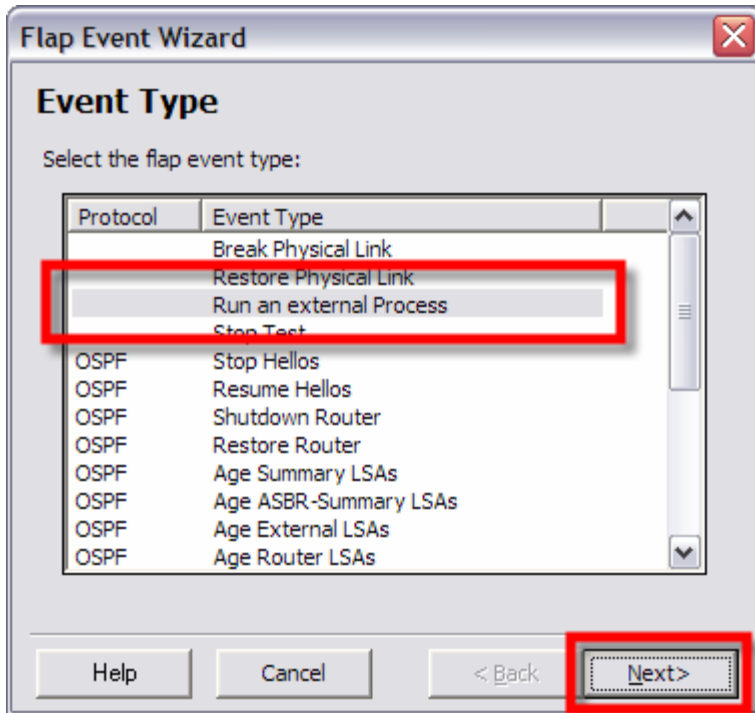 Flap Event Wizard
Event Type
Select the flap event type:
Protocol Event Type
Break Physical Link
Restore Physical Link
Run an external Process
Stop Test
OSPF Stop Hellos
OSPF Resume Hellos
OSPF Shutdown Router
OSPF Restore Router
OSPF Age Summary LSAs
OSPF Age ASBR-Summary LSAs
OSPF Age External LSAs
OSPF Age Router LSAs
Help Cancel < Back Next>